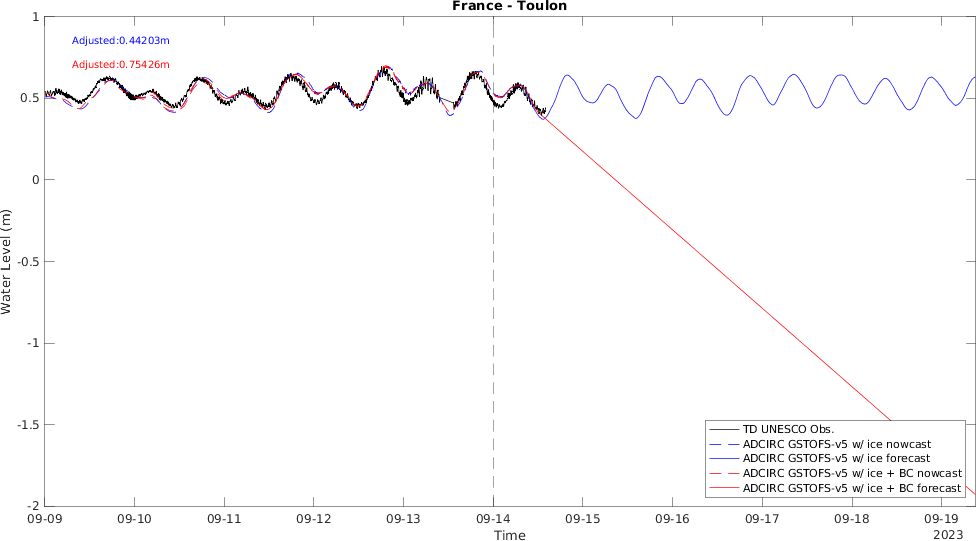 France - Toulon
Adjusted:0.44203m
Adjusted:0.75426m
Water Level (m)
1
0.5
0
-0.5
-1
-1.5
-2
TD UNESCO Obs.
ADCIRC GSTOFS-v5 w/ ice nowcast
ADCIRC GSTOFS-v5 w/ ice forecast
ADCIRC GSTOFS-v5 w/ ice + BC nowcast
ADCIRC GSTOFS-v5 w/ ice + BC forecast
09-09 09-10 09-11 09-12 09-13 09-14 09-15 09-16 09-17 09-18 09-19
2023
Time